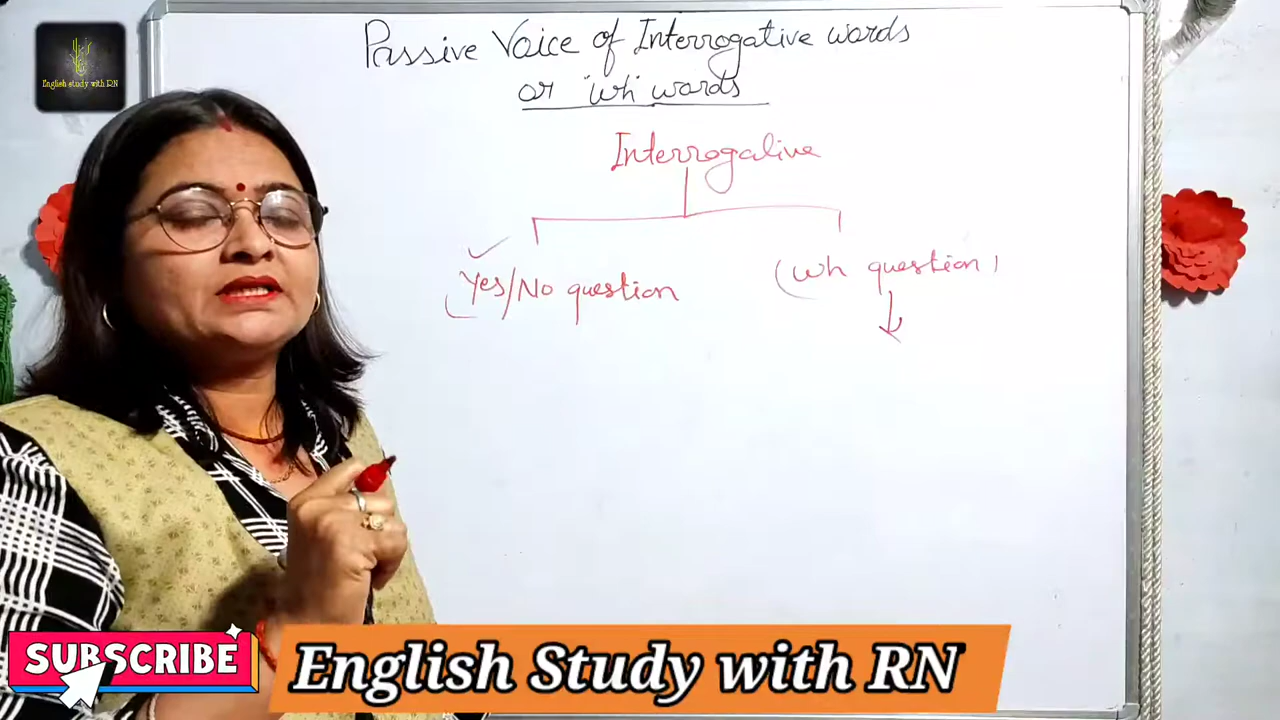 Passive Voice of Interrogative words
or 'wh' words
English study with RN
Interrogative
Yes/No question
(Wh question)
SUBSCRIBE
English Study with RN